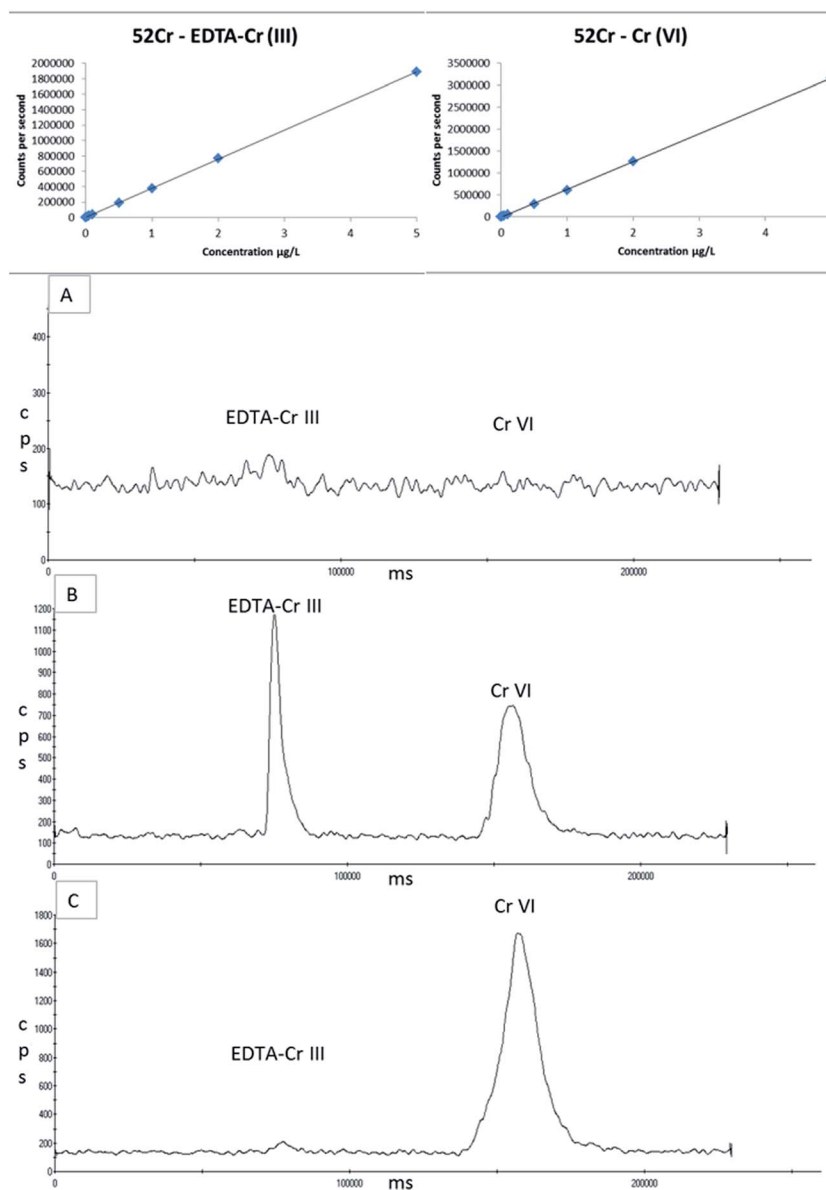 52Cr - EDTA-Cr (III)
2000000
1800000
1600000
1400000
1200000
1000000
800000
600000
400000
200000
0
Counts per second
0 1 2 3 4 5
Concentration µg/L
52Cr - Cr (VI)
3500000
3000000
2500000
2000000
1500000
1000000
500000
0
Counts per second
0 1 2 3 4
Concentration µg/L
A
400
300
200
100
0
cps
EDTA-Cr III
Cr VI
0 100000 200000
ms
B
1200
1100
1000
900
800
700
600
500
400
300
200
100
0
cps
EDTA-Cr III
Cr VI
0 100000 200000
ms
C
1800
1600
1400
1200
1000
800
600
400
200
0
cps
Cr VI
EDTA-Cr III
0 100000 200000
ms